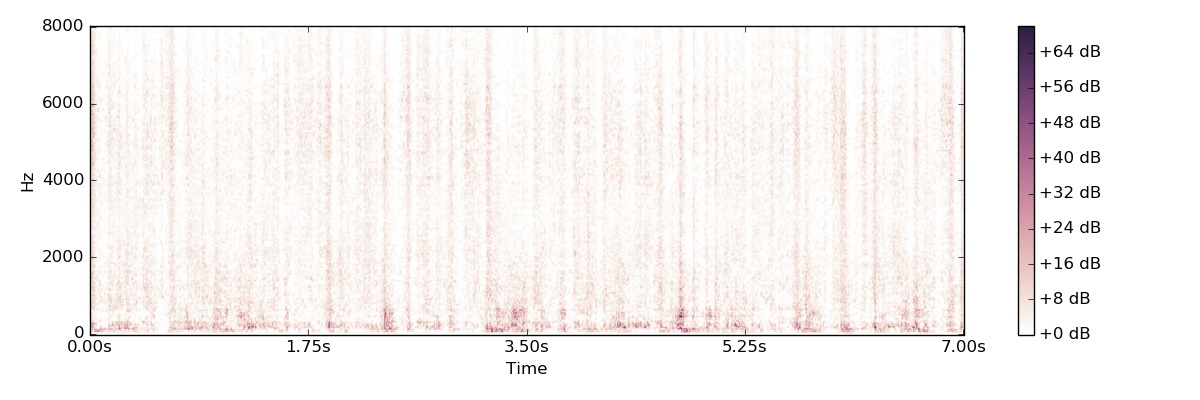 8000
6000
4000
2000
0
Hz
0.00s
1.75s
3.50s
5.25s
7.00s
Time
+64 dB
+56 dB
+48 dB
+40 dB
+32 dB
+24 dB
+16 dB
+8 dB
+0 dB